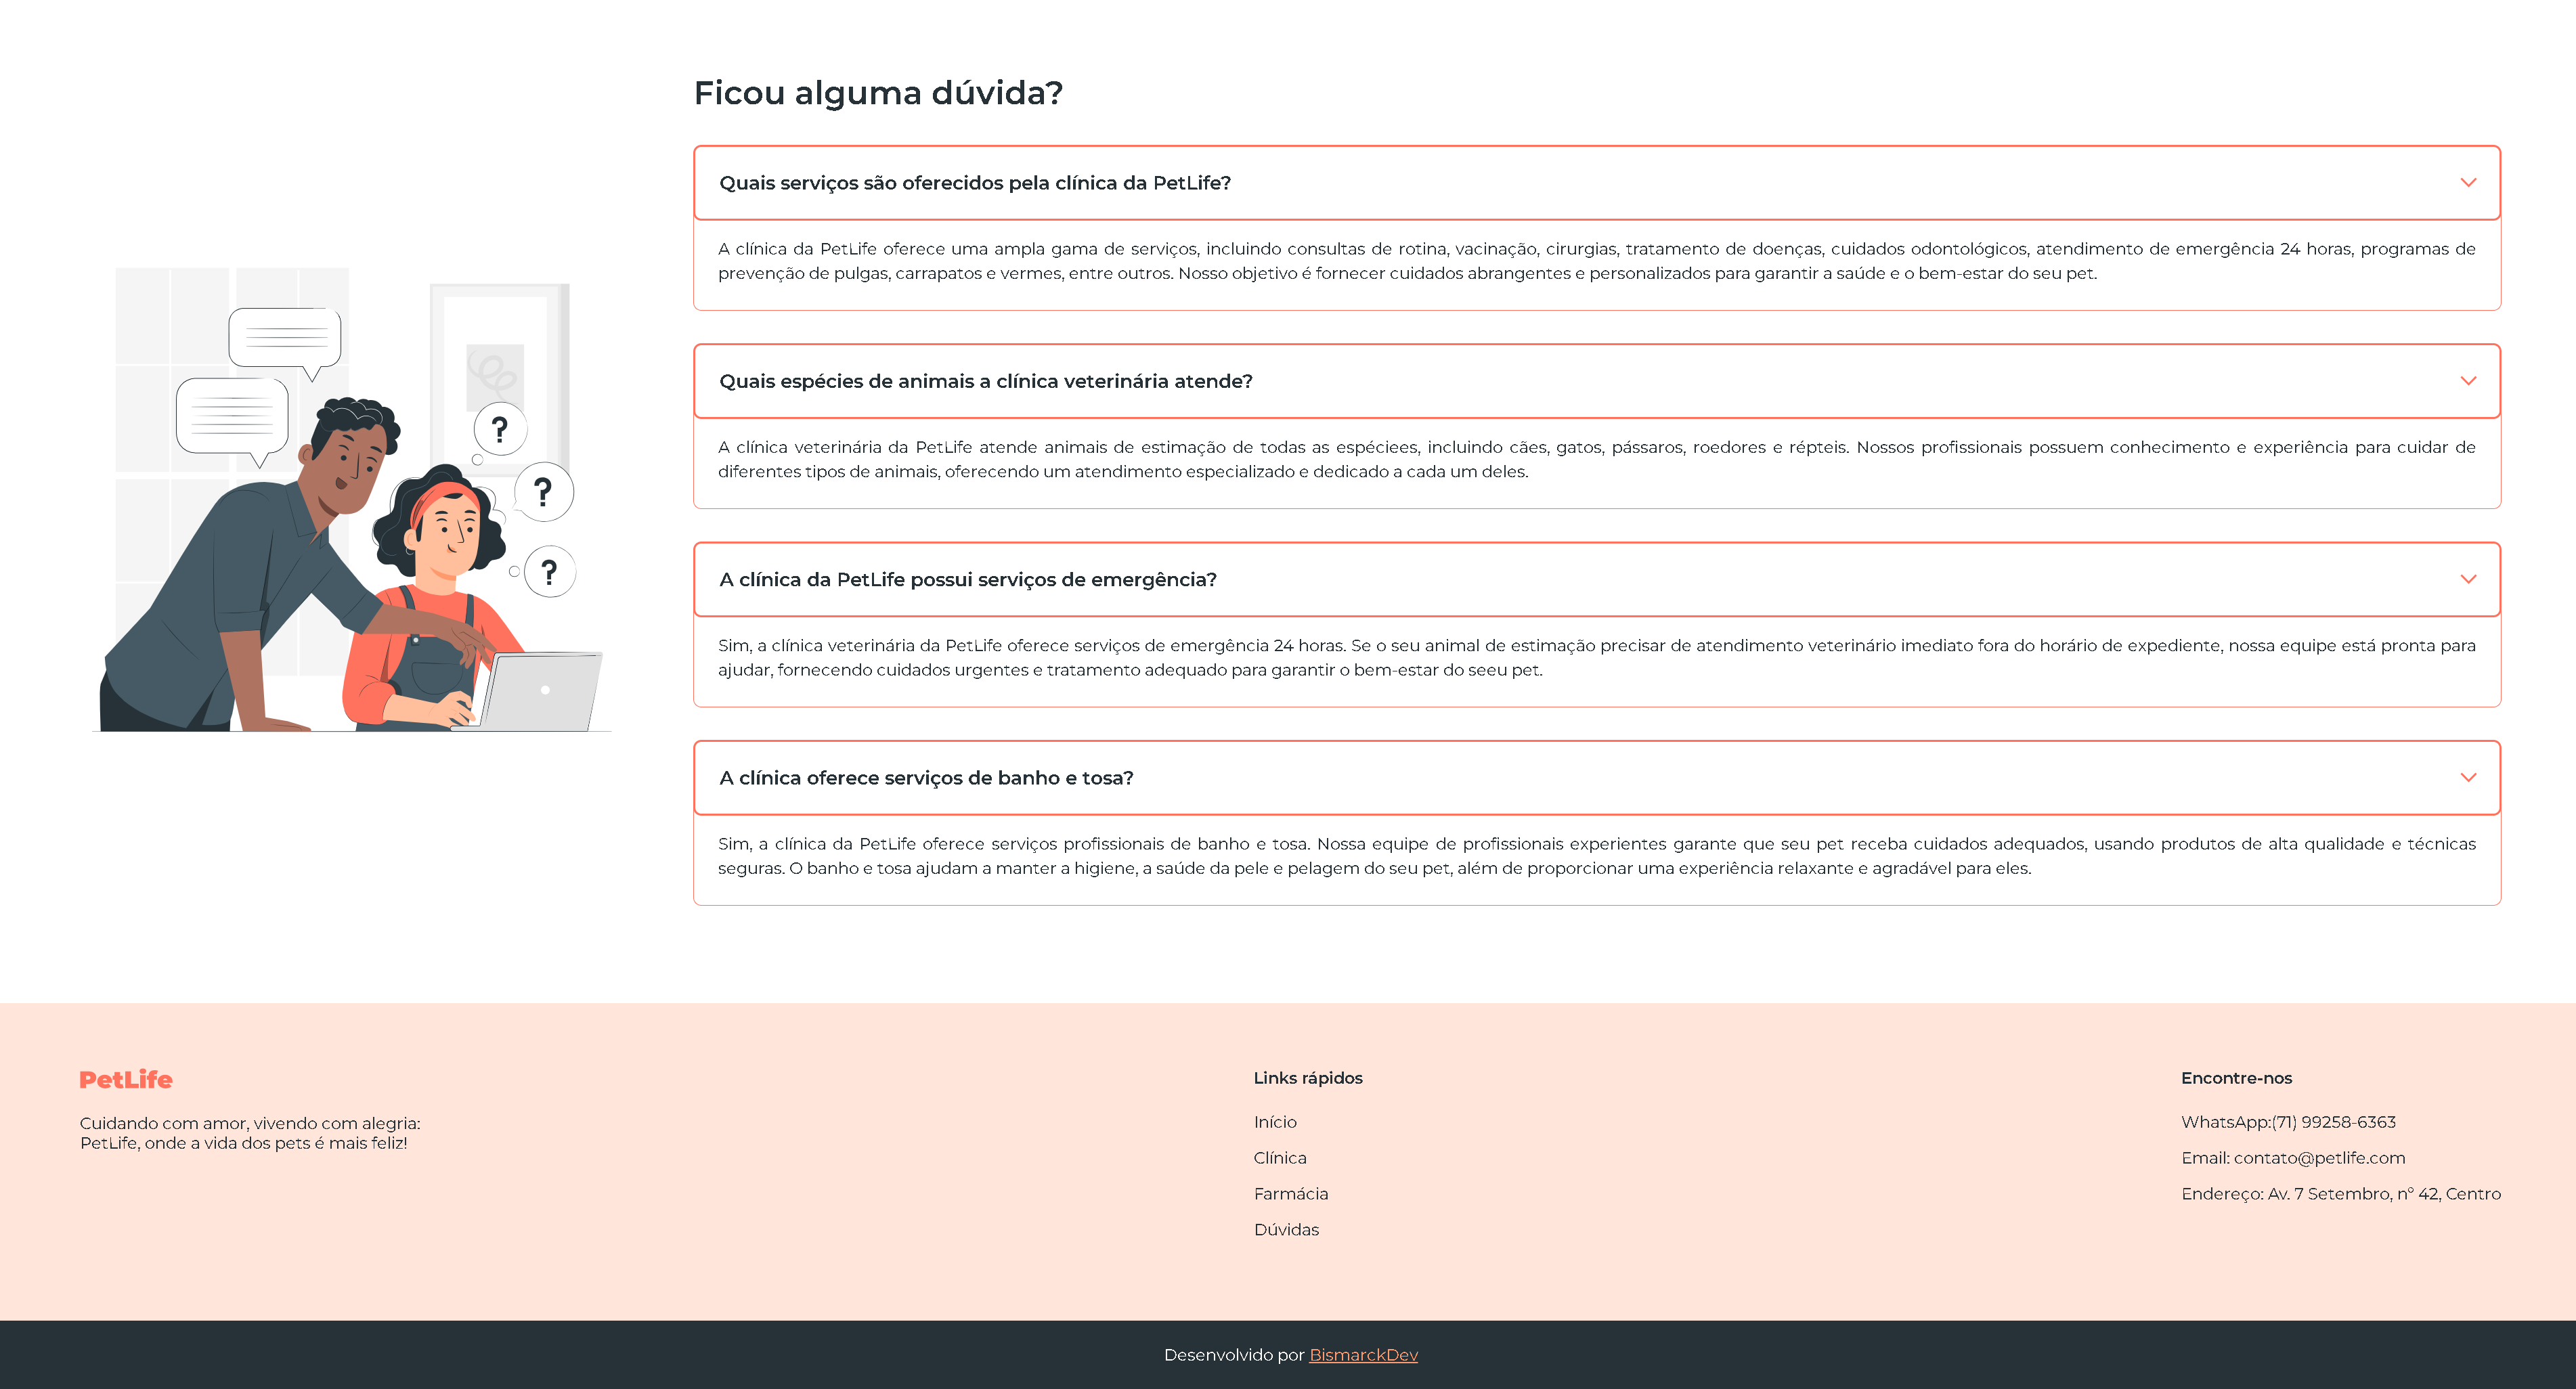 Ficou alguma dúvida?
Quais serviços são oferecidos pela clínica da PetLife?
A clínica da PetLife oferece uma ampla gama de serviços, incluindo consultas de rotina, vacinação, cirurgias, tratamento de doenças, cuidados odontológicos, atendimento de emergência 24 horas, programas de
prevenção de pulgas, carrapatos e vermes, entre outros. Nosso objetivo é fornecer cuidados abrangentes e personalizados para garantir a saúde e o bem-estar do seu pet.
Quais espécies de animais a clínica veterinária atende?
A clínica veterinária da PetLife atende animais de estimação de todas as espéciees, incluindo cães, gatos, pássaros, roedores e répteis. Nossos profissionais possuem conhecimento e experiência para cuidar de
diferentes tipos de animais, oferecendo um atendimento especializado e dedicado a cada um deles.
? 
?
?
A clínica da PetLife possui serviços de emergência?
Sim, a clínica veterinária da PetLife oferece serviços de emergência 24 horas. Se o seu animal de estimação precisar de atendimento veterinário imediato fora do horário de expediente, nossa equipe está pronta para
ajudar, fornecendo cuidados urgentes e tratamento adequado para garantir o bem-estar do seeu pet.
A clínica oferece serviços de banho e tosa?
Sim, a clínica da PetLife oferece serviços profissionais de banho e tosa. Nossa equipe de profissionais experientes garante que seu pet receba cuidados adequados, usando produtos de alta qualidade e técnicas
seguras. O banho e tosa ajudam a manter a higiene, a saúde da pele e pelagem do seu pet, além de proporcionar uma experiência relaxante e agradável para eles.
PetLife
Cuidando com amor, vivendo com alegria:
PetLife, onde a vida dos pets é mais feliz!
Links rápidos
Início
Clínica
Farmácia
Dúvidas
Encontre-nos
WhatsApp:(71) 99258-6363
Email: contato@petlife.com
Endereço: Av. 7 Setembro, nº 42, Centro
Desenvolvido por BismarckDev